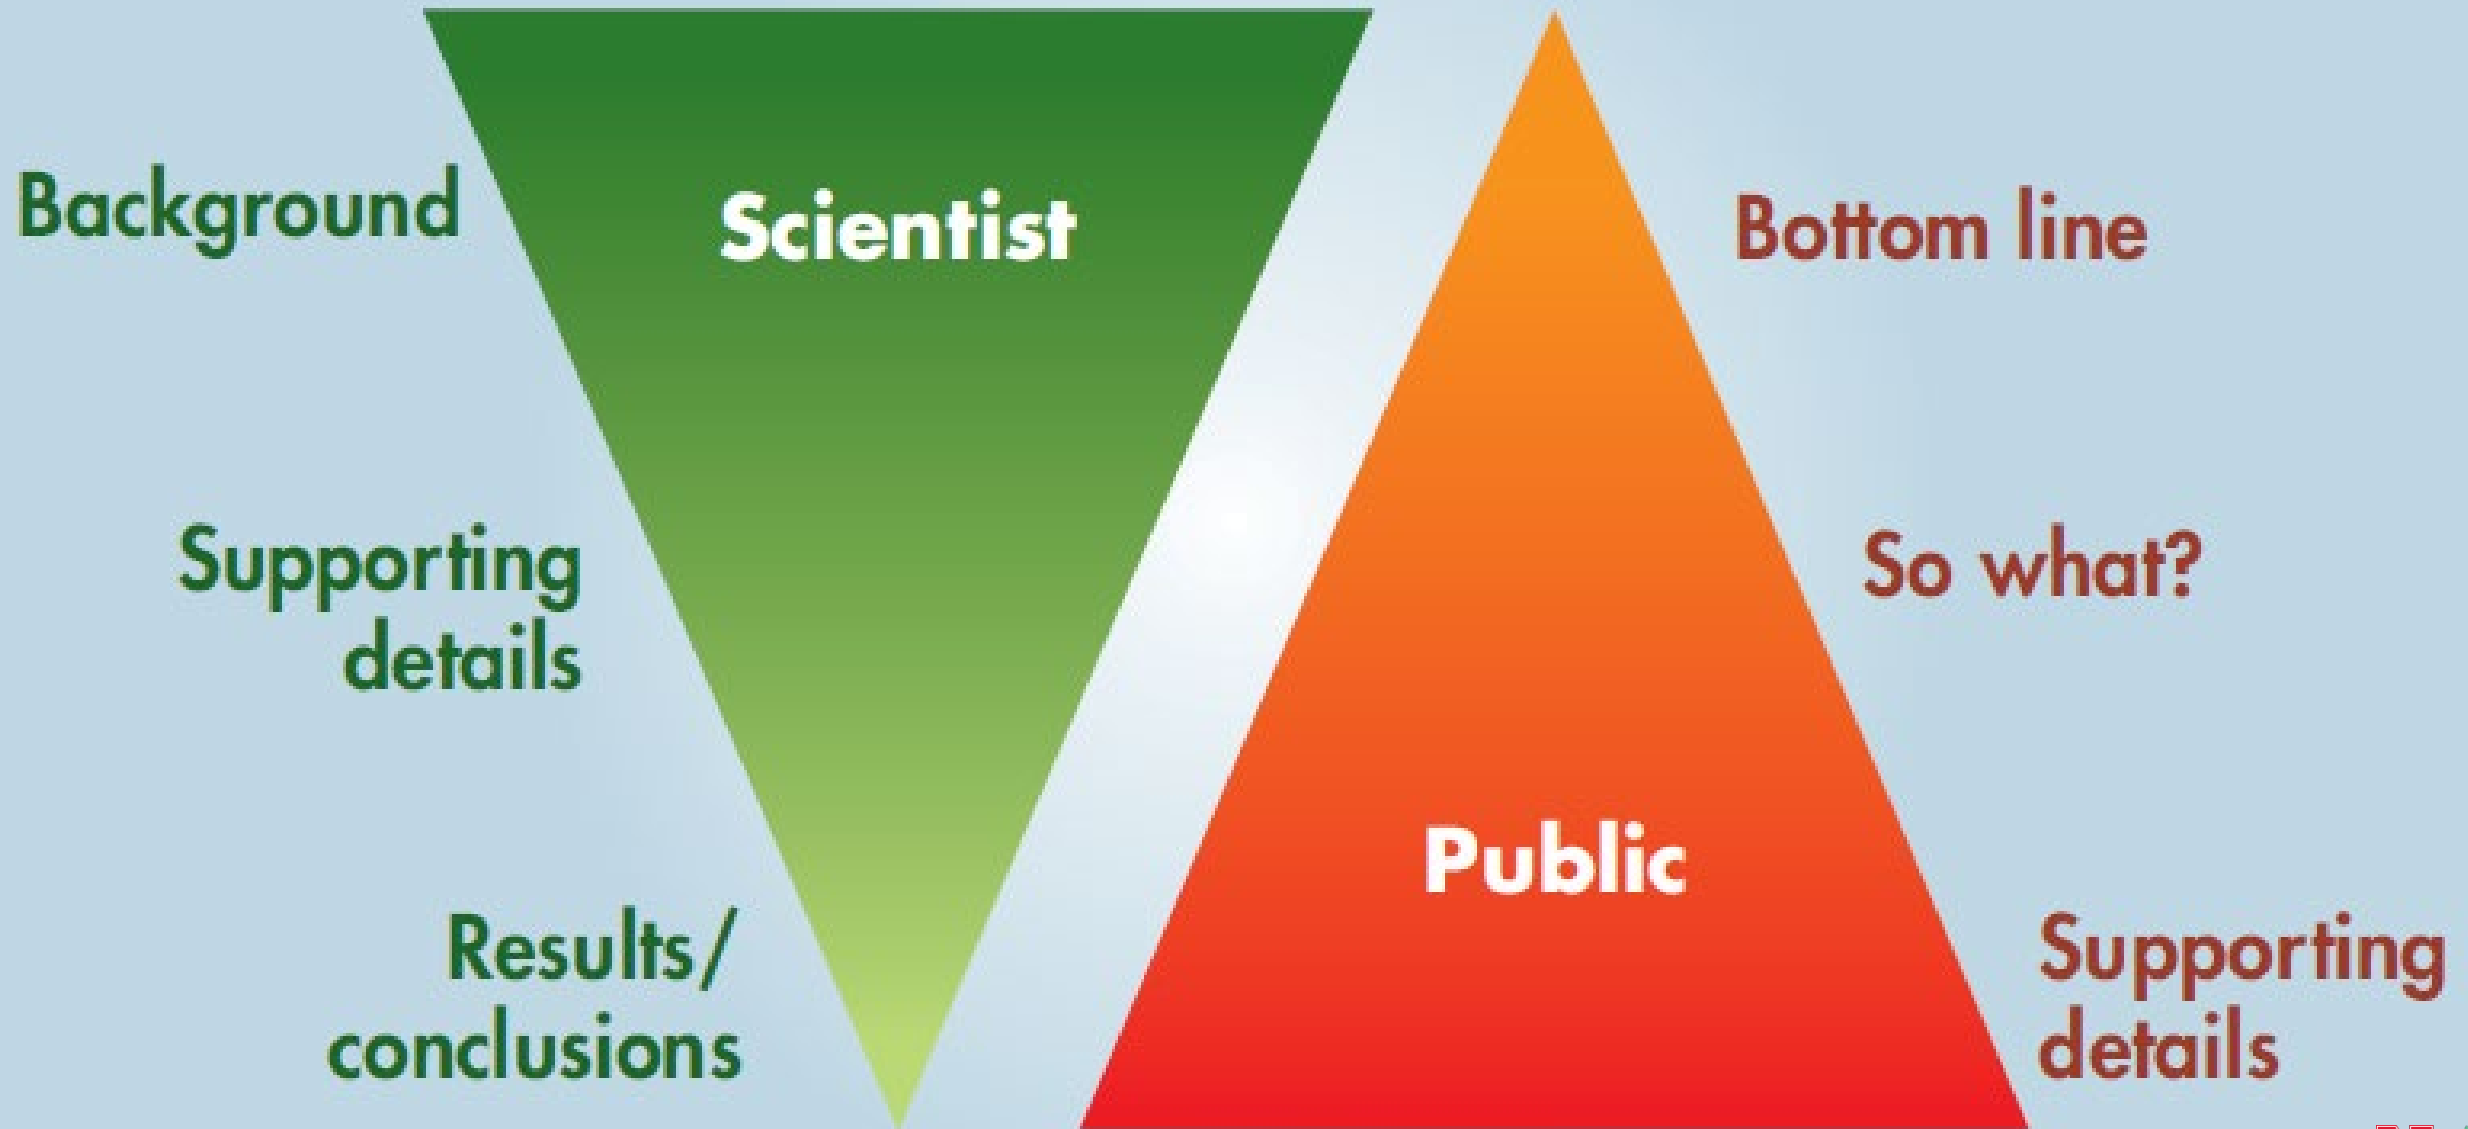 Background
Scientist
Supporting
details
Results/
conclusions
Bottom line
So what?
Public
Supporting
details